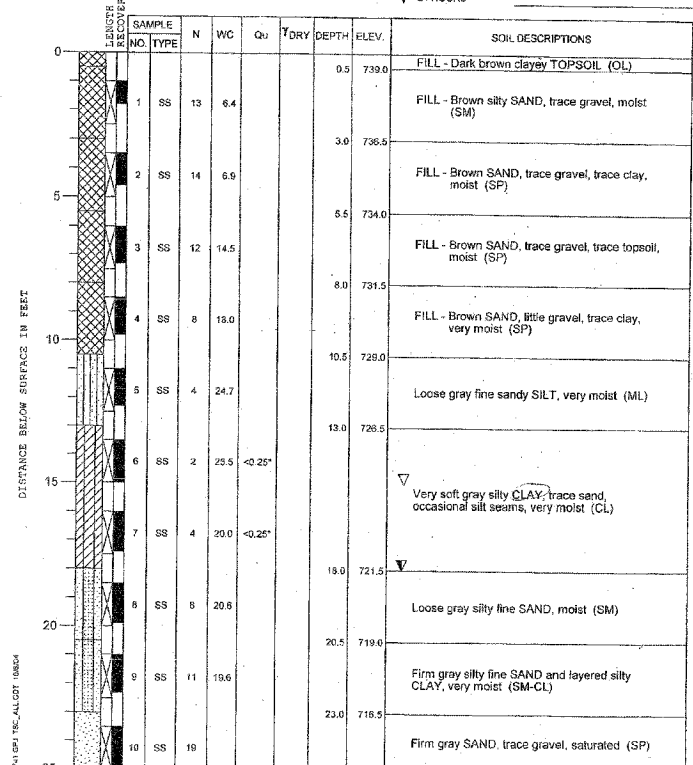 LENGTH
RECOVERY
SAMPLE
NO. TYPE N WC Qu γDRY DEPTH ELEV. SOIL DESCRIPTIONS
DISTANCE BELOW SURFACE IN FEET
0
FILL - Dark brown clayey TOPSOIL (OL)
0.5 739.0
1 SS 13 6.4 FILL - Brown silty SAND, trace gravel, moist
(SM)
3.0 736.5
2 SS 14 6.9 FILL - Brown SAND, trace gravel, trace clay,
moist (SP)
5
5.5 734.0
3 SS 12 14.5 FILL - Brown SAND, trace gravel, trace topsoil,
moist (SP)
8.0 731.5
4 SS 8 18.0 FILL - Brown SAND, little gravel, trace clay,
very moist (SP)
10
10.5 729.0
5 SS 4 24.7 Loose gray fine sandy SILT, very moist (ML)
13.0 726.5
6 SS 2 25.5 <0.25*
15
Very soft gray silty CLAY, trace sand,
occasional silt seams, very moist (CL)
7 SS 4 20.0 <0.25*
18.0 721.5
8 SS 8 20.6 Loose gray silty fine SAND, moist (SM)
20
20.5 719.0
9 SS 11 19.6 Firm gray silty fine SAND and layered silty
CLAY, very moist (SM-CL)
23.0 716.5
10 SS 19 Firm gray SAND, trace gravel, saturated (SP)
GPJ TSC_ALL.GDT 10/8/04